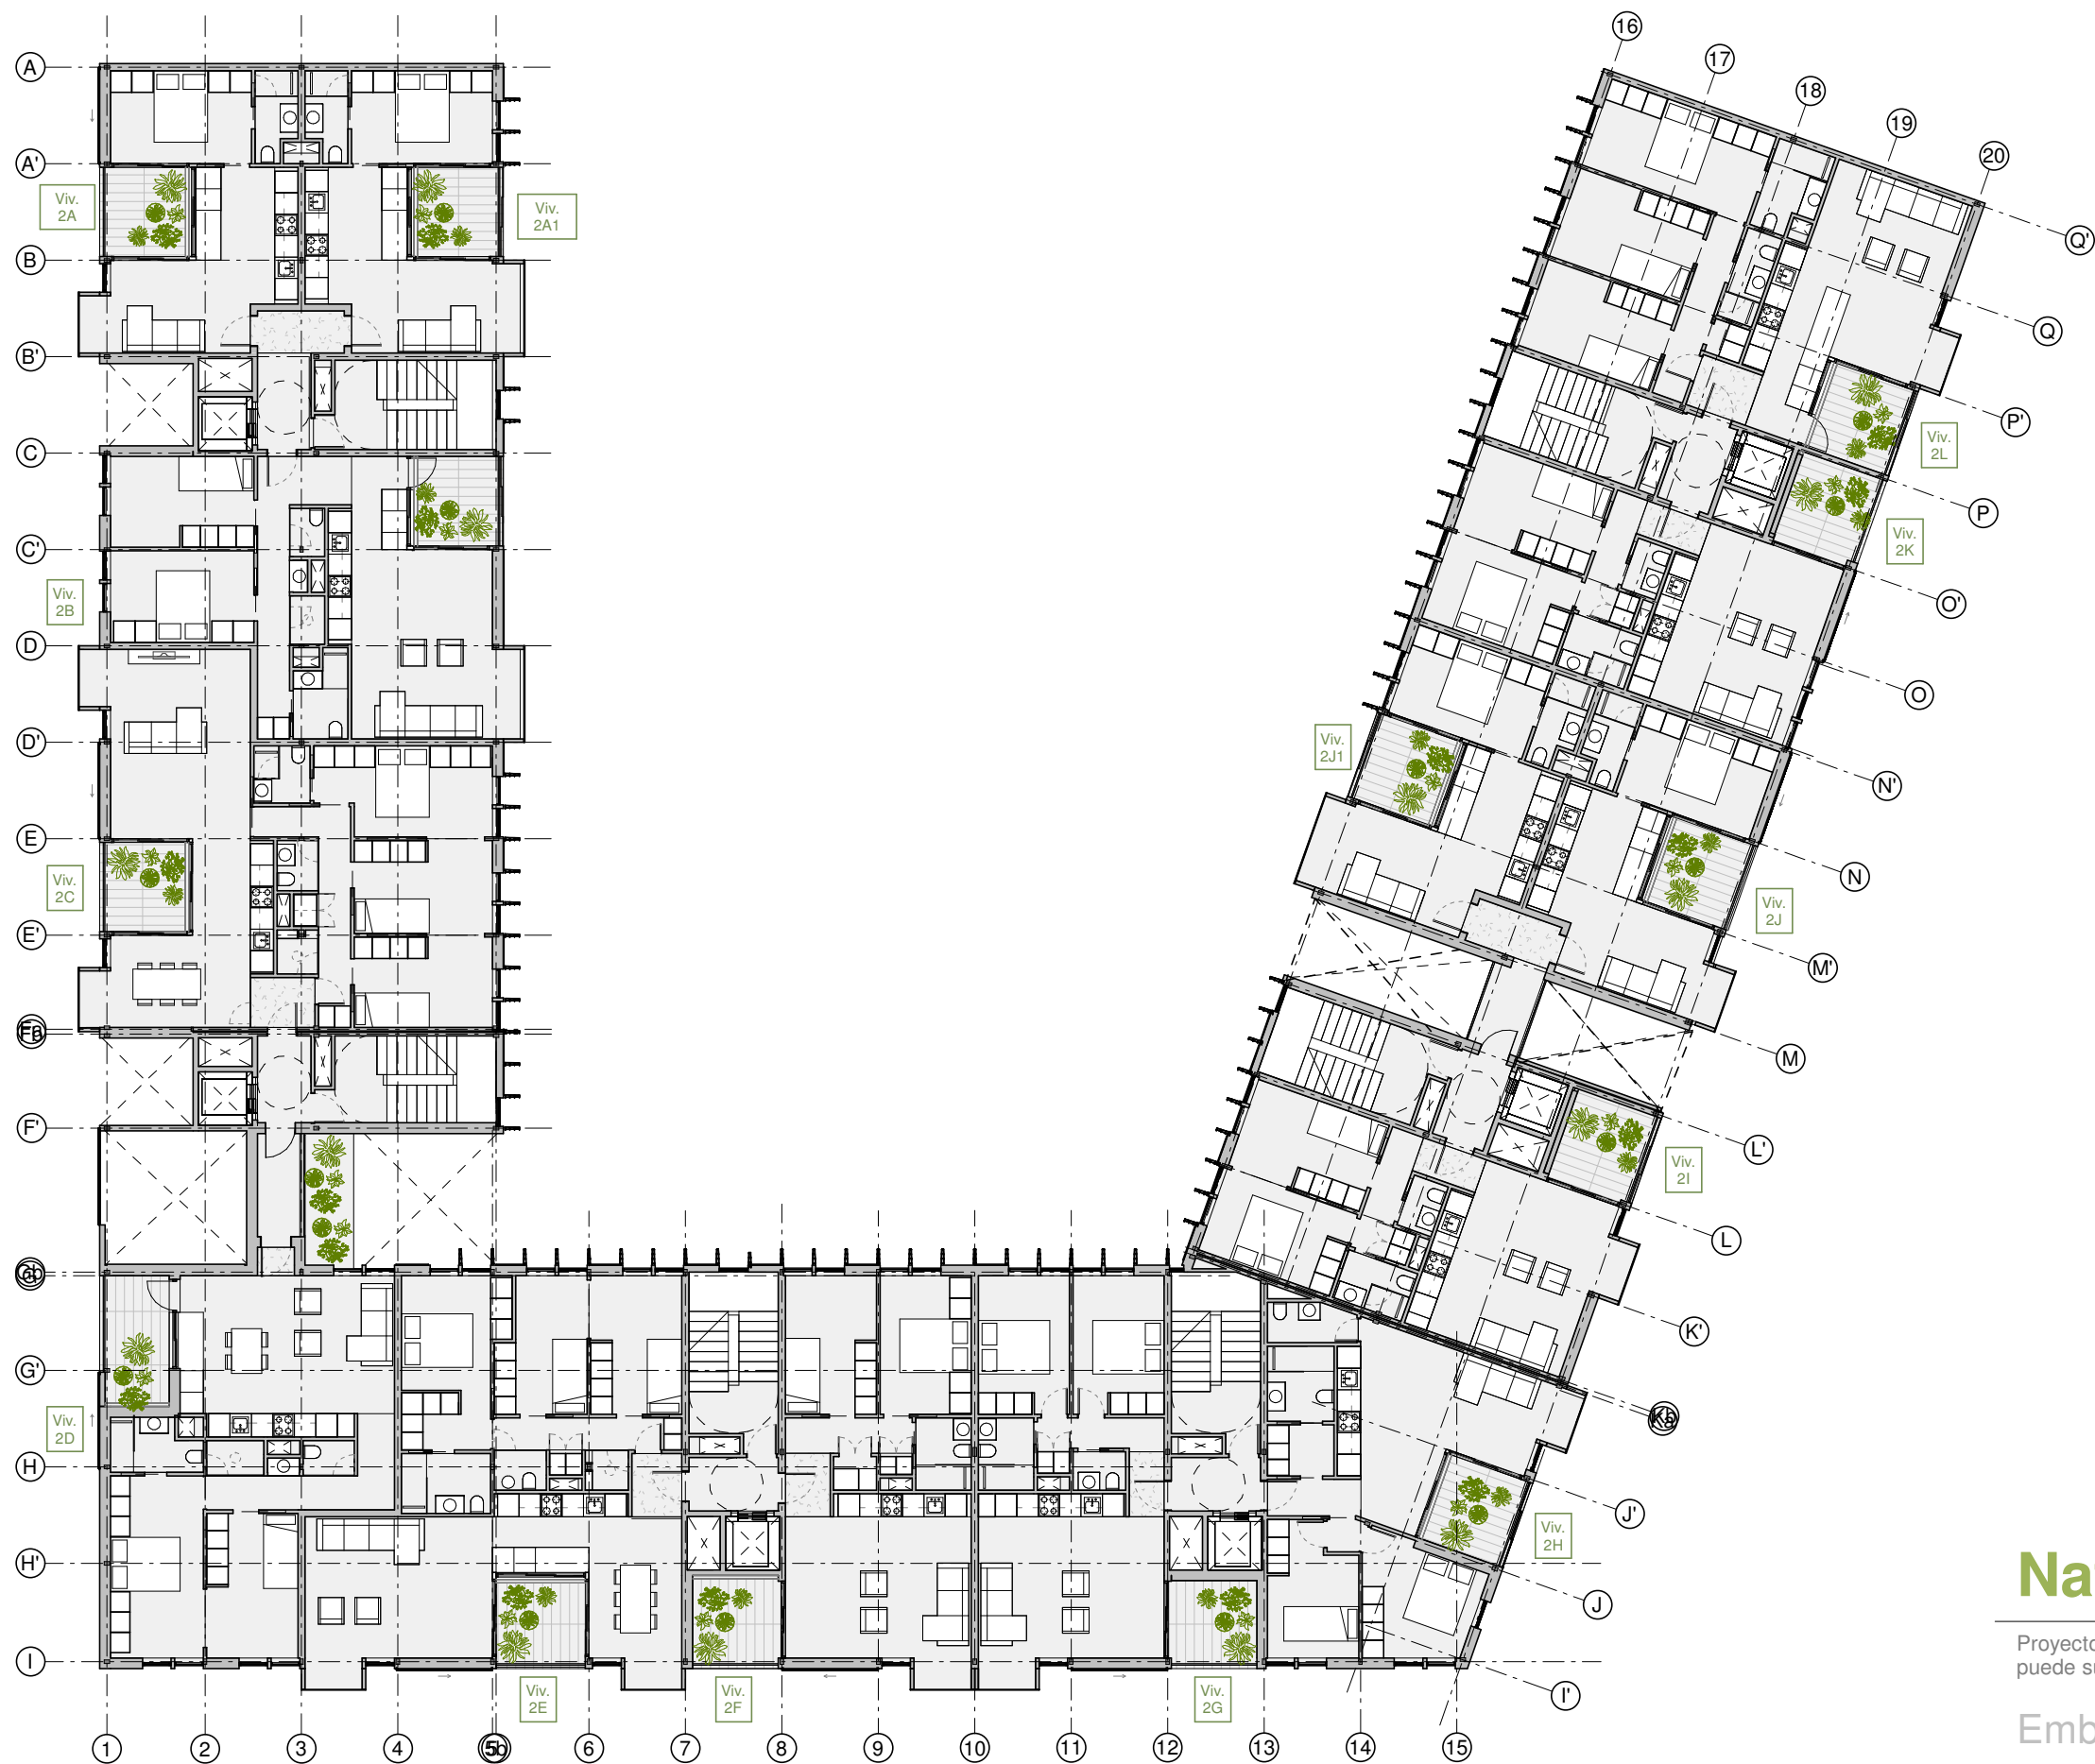 16
17
18
19
20
A
A'
B
B'
C
C'
D
D'
E
E'
F'
G'
H
H'
I
Q'
Q
P'
P
O'
O
N'
N
M'
M
L'
L
K'
J'
J
I'
Viv.
2A
Viv.
2A1
Viv.
2B
Viv.
2C
Viv.
2D
Viv.
2E
Viv.
2F
Viv.
2G
Viv.
2H
Viv.
2I
Viv.
2J
Viv.
2J1
Viv.
2K
Viv.
2L
1
2
3
4
6
7
8
9
10
11
12
13
14
15
Na
Proyecto
puede su
Emb